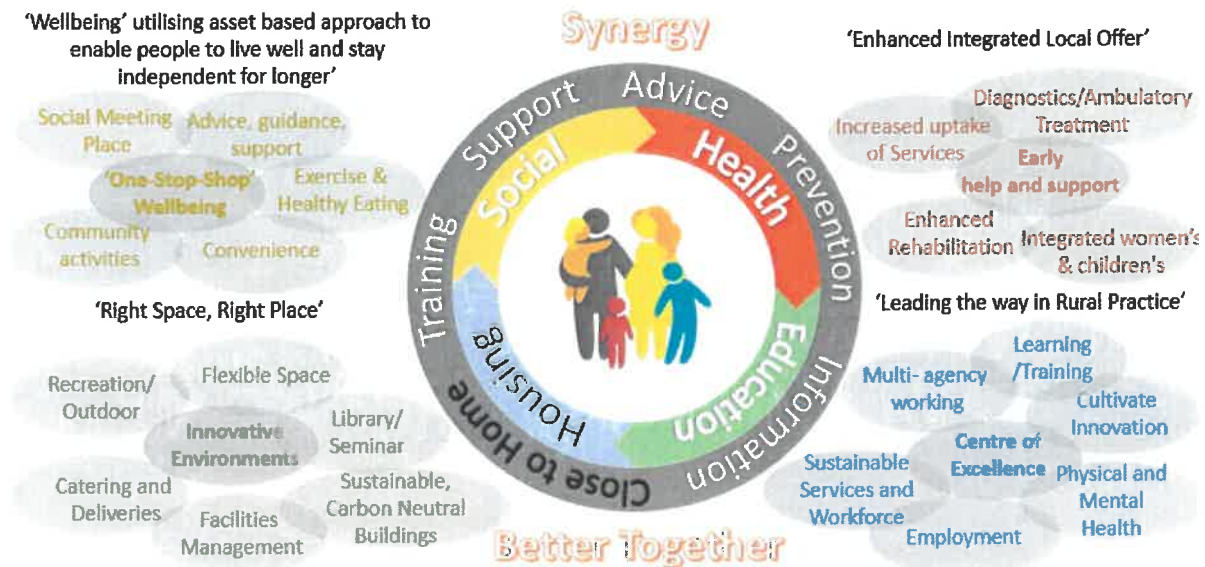 'Wellbeing' utilising asset based approach to
enable people to live well and stay
independent for longer'
Social Meeting
Place
Advice, guidance,
support
'One-Stop-Shop'
Wellbeing
Exercise &
Healthy Eating
Community
activities
Convenience
Synergy
'Enhanced Integrated Local Offer'
Diagnostics/Ambulatory
Treatment
Increased uptake
of Services
Early
help and support
Enhanced
Rehabilitation
Integrated women's
& children's
Training
Support
Advice
Prevention
Information
Close to Home
Social
Health
Education
Housing
'Right Space, Right Place'
Recreation/
Outdoor
Flexible Space
Innovative
Environments
Library/
Seminar
Catering and
Deliveries
Facilities
Management
Sustainable,
Carbon Neutral
Buildings
'Leading the way in Rural Practice'
Learning
/Training
Multi- agency
working
Cultivate
Innovation
Centre of
Excellence
Sustainable
Services and
Workforce
Physical and
Mental
Health
Employment
Better Together